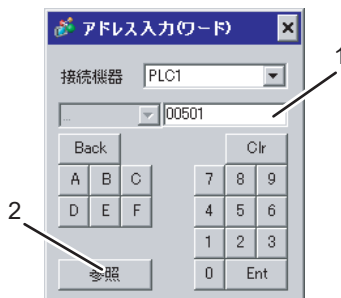 アドレス入力(ワード)
1
接続機器 PLC1
00501
Back Clr
A B C 7 8 9
D E F 4 5 6
2
1 2 3
参照 0 Ent